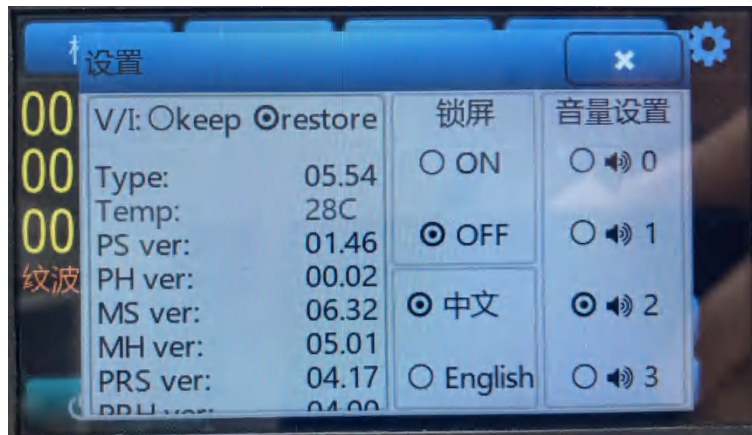 设置
V/I: keep restore
Type: 05.54
Temp: 28C
PS ver: 01.46
PH ver: 00.02
MS ver: 06.32
MH ver: 05.01
PRS ver: 04.17
锁屏
ON
OFF
中文
English
音量设置
0
1
2
3
00
00
00
纹波